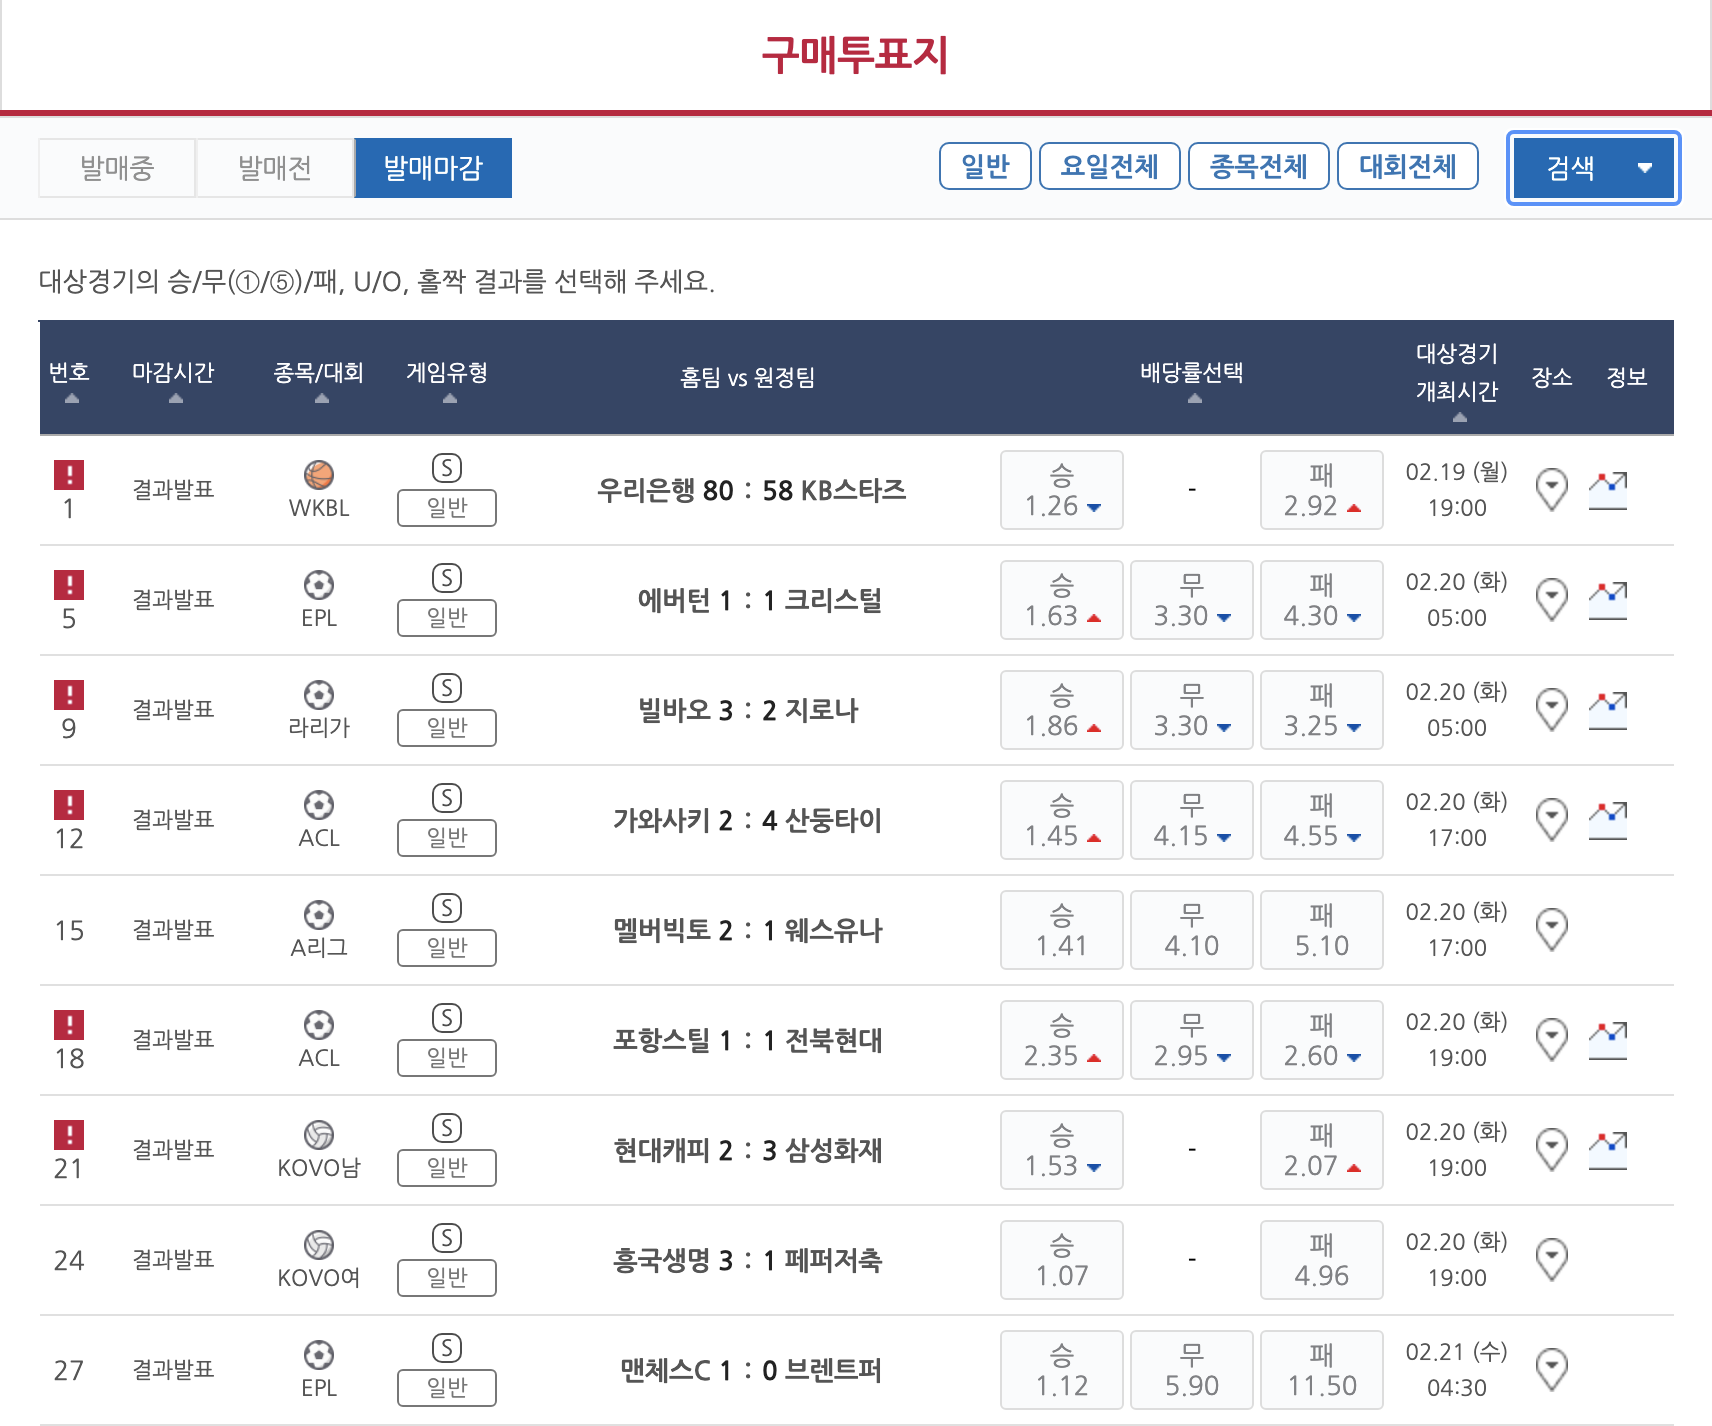 구매투표지
발매중 발매전 발매마감 일반 요일전체 종목전체 대회전체 검색
대상경기의 승/무(①/⑤)/패, U/O, 홀짝 결과를 선택해 주세요.
번호 마감시간 종목/대회 게임유형 홈팀 vs 원정팀 배당률선택 대상경기 개최시간 장소 정보
! 1 결과발표 WKBL S 일반 우리은행 80 : 58 KB스타즈 승 1.26 - 패 2.92 02.19 (월) 19:00
! 5 결과발표 EPL S 일반 에버턴 1 : 1 크리스털 승 1.63 무 3.30 패 4.30 02.20 (화) 05:00
! 9 결과발표 라리가 S 일반 빌바오 3 : 2 지로나 승 1.86 무 3.30 패 3.25 02.20 (화) 05:00
! 12 결과발표 ACL S 일반 가와사키 2 : 4 산둥타이 승 1.45 무 4.15 패 4.55 02.20 (화) 17:00
15 결과발표 A리그 S 일반 멜버빅토 2 : 1 웨스유나 승 1.41 무 4.10 패 5.10 02.20 (화) 17:00
! 18 결과발표 ACL S 일반 포항스틸 1 : 1 전북현대 승 2.35 무 2.95 패 2.60 02.20 (화) 19:00
! 21 결과발표 KOVO남 S 일반 현대캐피 2 : 3 삼성화재 승 1.53 - 패 2.07 02.20 (화) 19:00
24 결과발표 KOVO여 S 일반 흥국생명 3 : 1 페퍼저축 승 1.07 - 패 4.96 02.20 (화) 19:00
27 결과발표 EPL S 일반 맨체스C 1 : 0 브렌트퍼 승 1.12 무 5.90 패 11.50 02.21 (수) 04:30